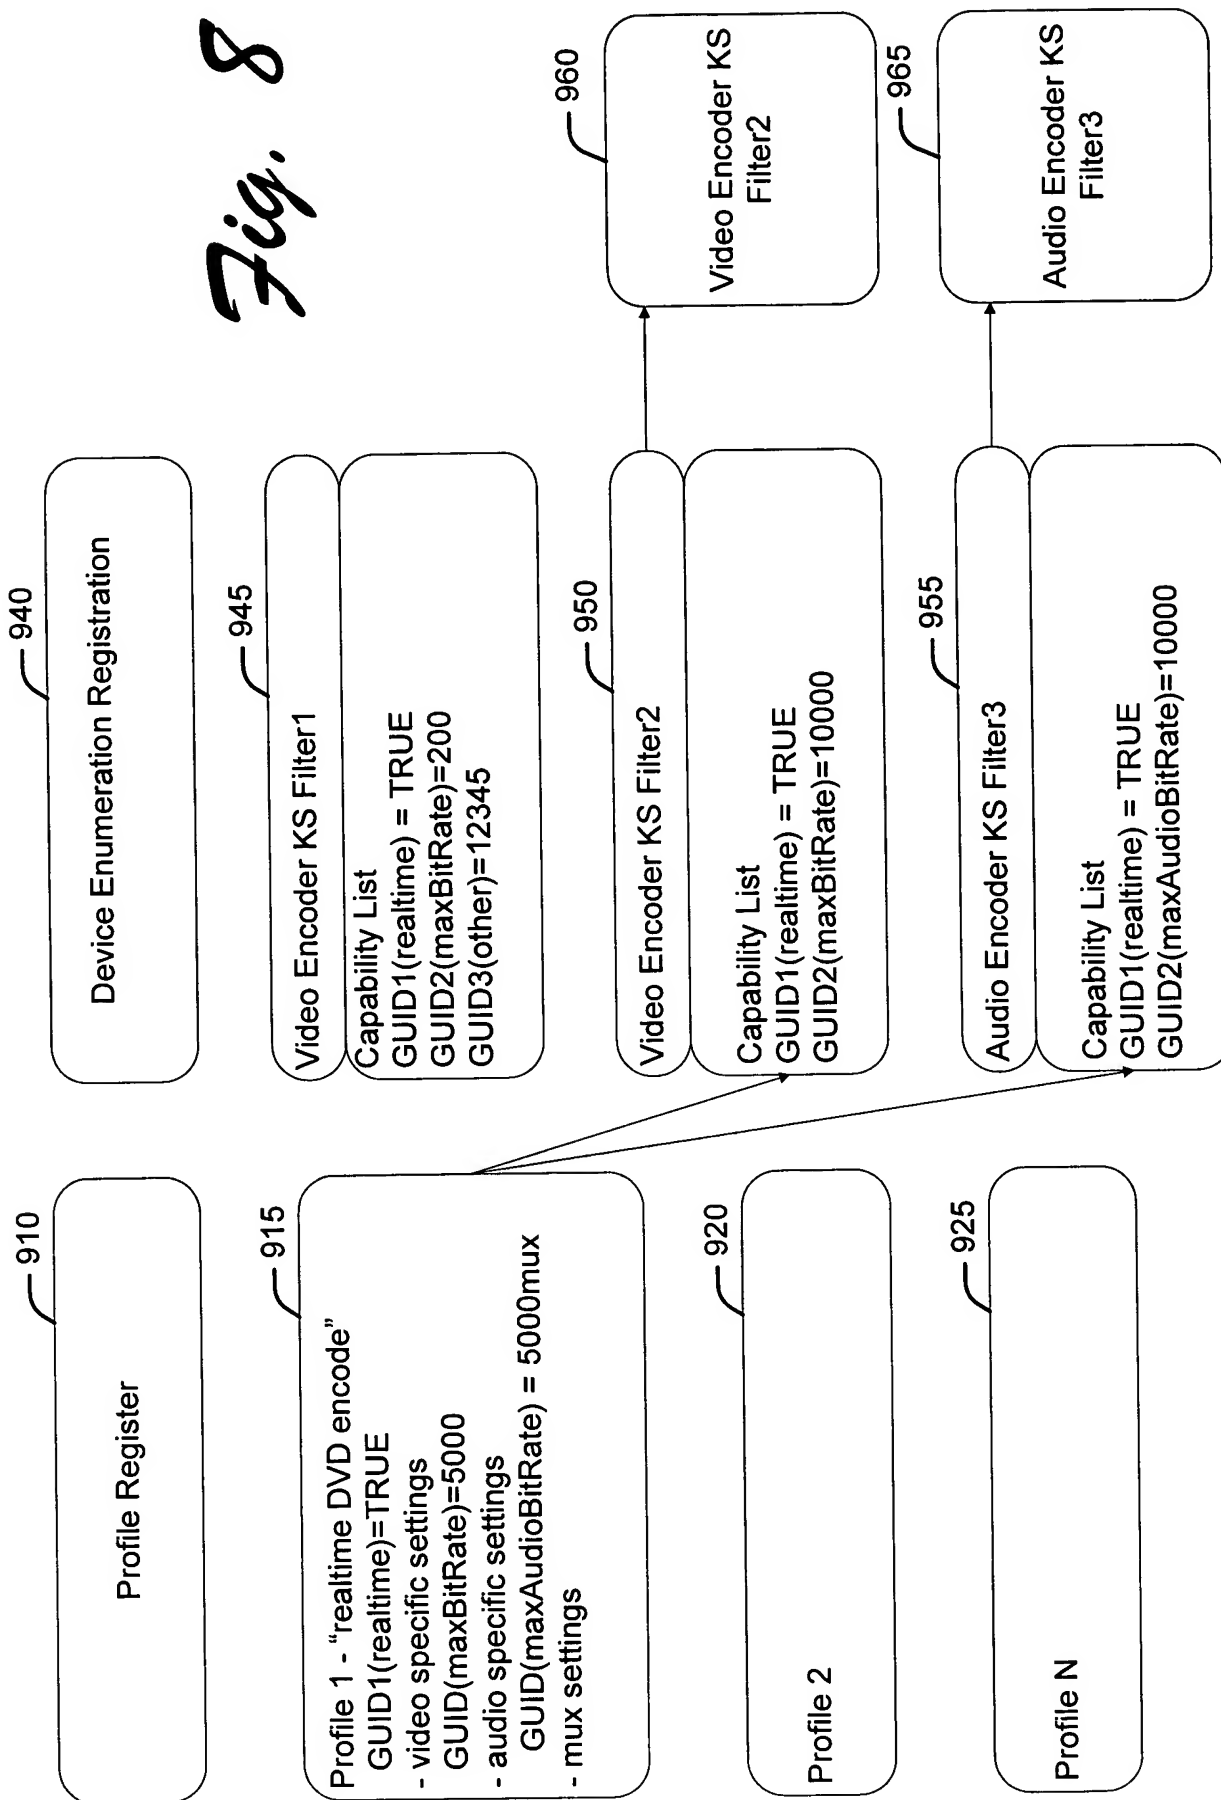 910
Profile Register
915
Profile 1 - “realtime DVD encode”
GUID1(realtime)=TRUE
- video specific settings
GUID(maxBitRate)=5000
- audio specific settings
GUID(maxAudioBitRate) = 5000mux
- mux settings
920
Profile 2
925
Profile N
940
Device Enumeration Registration
945
Video Encoder KS Filter1
Capability List
GUID1(realtime) = TRUE
GUID2(maxBitRate)=200
GUID3(other)=12345
950
Video Encoder KS Filter2
Capability List
GUID1(realtime) = TRUE
GUID2(maxBitRate)=10000
955
Audio Encoder KS Filter3
Capability List
GUID1(realtime) = TRUE
GUID2(maxAudioBitRate)=10000
Fig. 8
960
Video Encoder KS
Filter2
965
Audio Encoder KS
Filter3